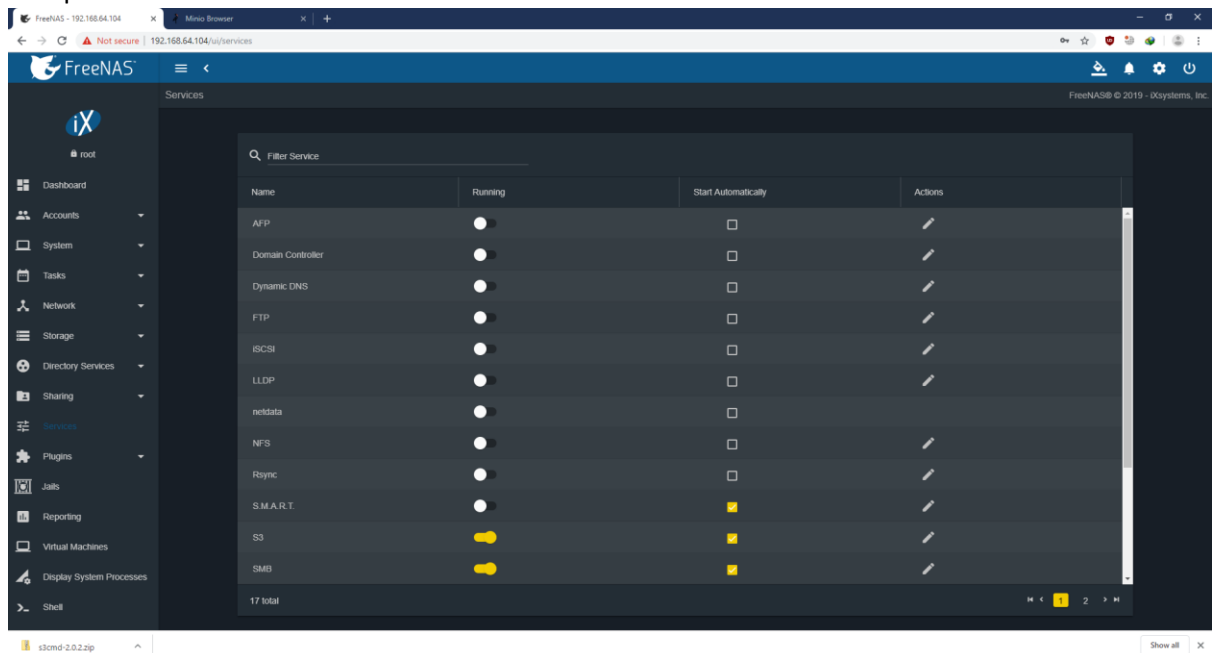 FreeNAS - 192.168.64.104 Minio Browser
Not secure 192.168.64.104/ui/services
FreeNAS
Services FreeNAS® © 2019 - iXsystems, Inc.
iX
root
Filter Service
Dashboard
Name Running Start Automatically Actions
Accounts
AFP
System
Domain Controller
Tasks
Dynamic DNS
Network
FTP
Storage
iSCSI
Directory Services
LLDP
Sharing
netdata
Services
NFS
Plugins
Rsync
Jails
S.M.A.R.T.
Reporting
S3
Virtual Machines
SMB
Display System Processes
17 total 1 2
Shell
s3cmd-2.0.2.zip Show all